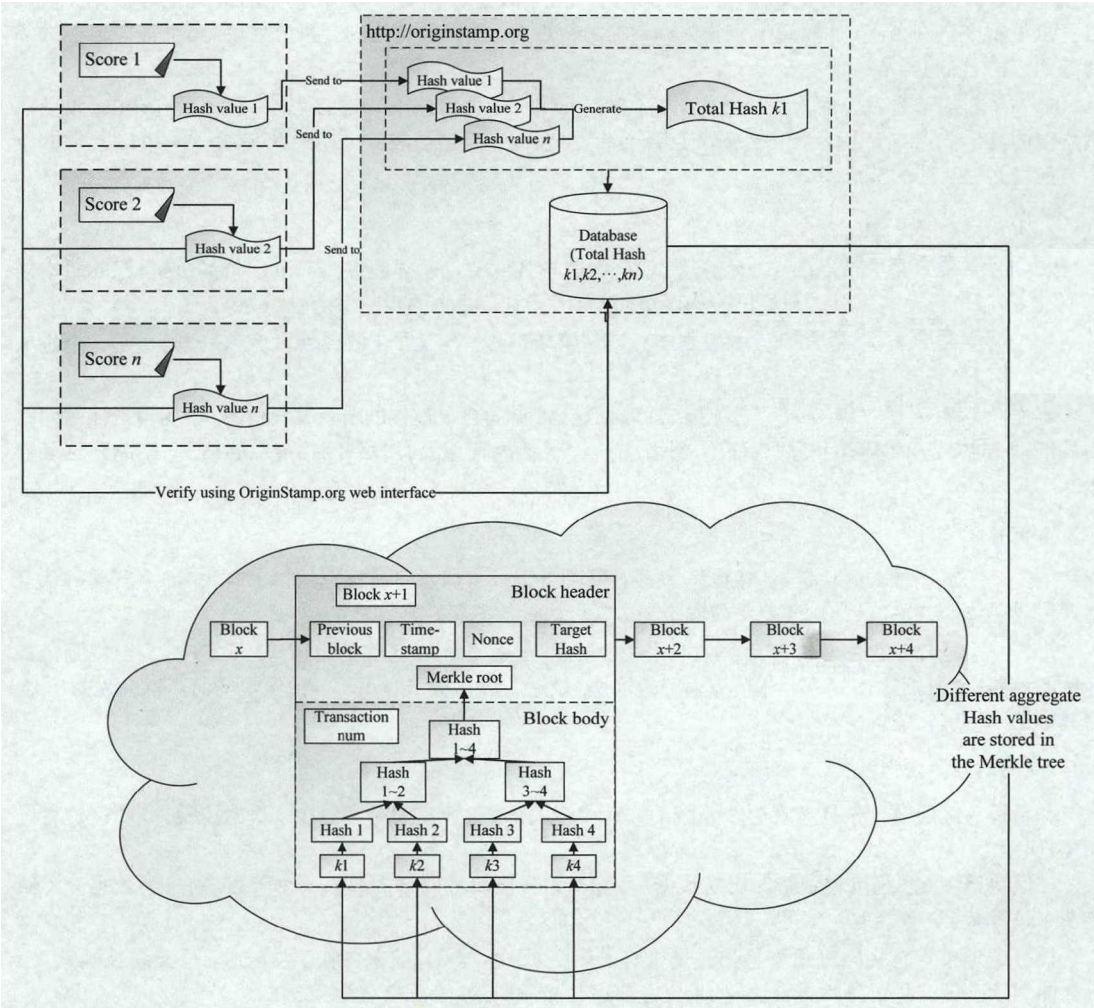 http://originstamp.org
Score 1
Hash value 1
Send to
Hash value 1
Hash value 2
Hash value n
Generate
Total Hash k1
Send to
Score 2
Hash value 2
Send to
Database
(Total Hash
k1,k2,···,kn)
Score n
Hash value n
Verify using OriginStamp.org web interface
Block x+1
Block header
Block
x
Previous
block
Time-
stamp
Nonce
Target
Hash
Block
x+2
Block
x+3
Block
x+4
Merkle root
Transaction
num
Block body
Hash
1~4
Hash
1~2
Hash
3~4
Hash 1
Hash 2
Hash 3
Hash 4
k1
k2
k3
k4
Different aggregate
Hash values
are stored in
the Merkle tree